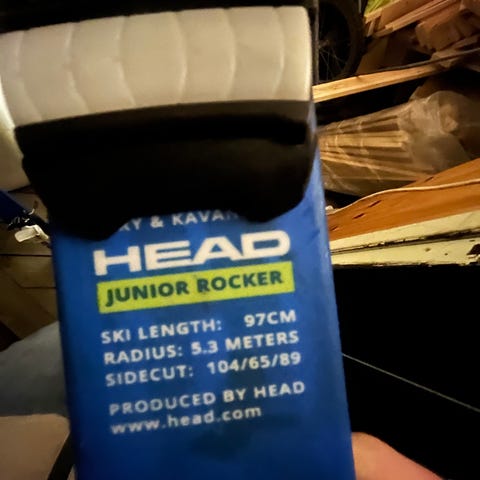 & KAVAN
HEAD
JUNIOR ROCKER
SKI LENGTH: 97CM
RADIUS: 5.3 METERS
SIDECUT: 104/65/89
PRODUCED BY HEAD
www.head.com